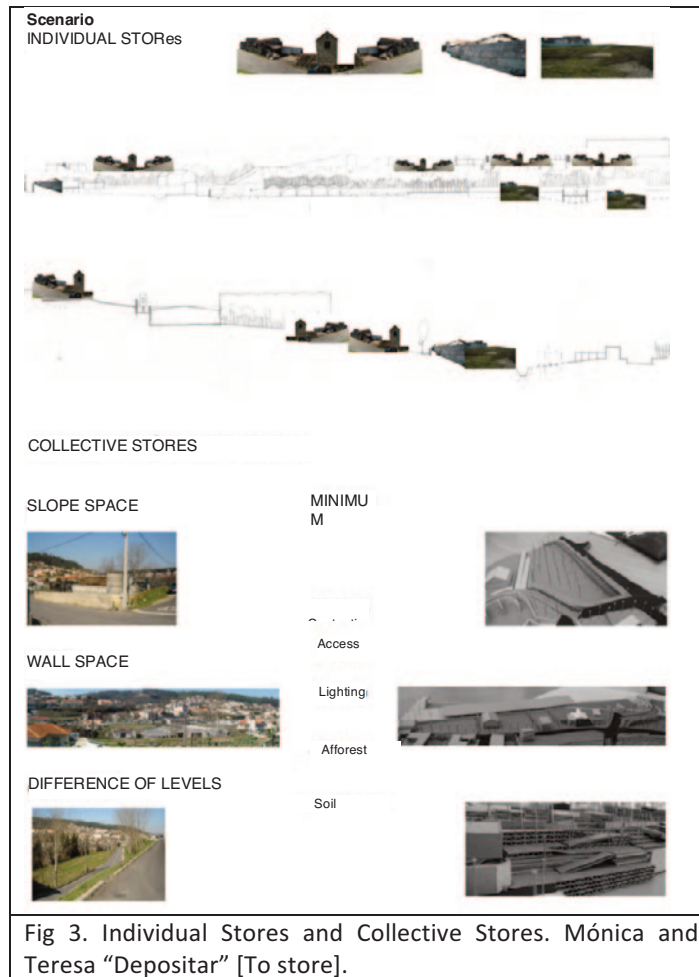 Scenario
INDIVIDUAL STORes
COLLECTIVE STORES
SLOPE SPACE
MINIMU
M
Access
WALL SPACE
Lighting
Afforest
DIFFERENCE OF LEVELS
Soil
Fig 3. Individual Stores and Collective Stores. Mónica and
Teresa “Depositar” [To store].